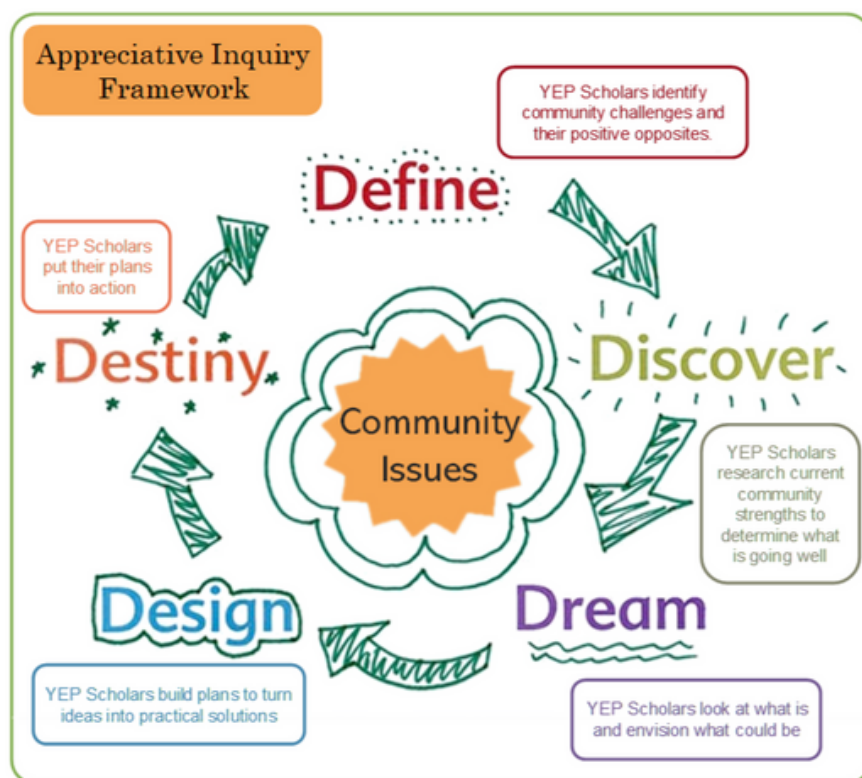 Appreciative Inquiry
Framework
YEP Scholars identify
community challenges and
their positive opposites.
Define
YEP Scholars
put their plans
into action
Destiny
Discover
Community
Issues
YEP Scholars
research current
community
strengths to
determine what
is going well
Design
Dream
YEP Scholars build plans to turn
ideas into practical solutions
YEP Scholars look at what is
and envision what could be